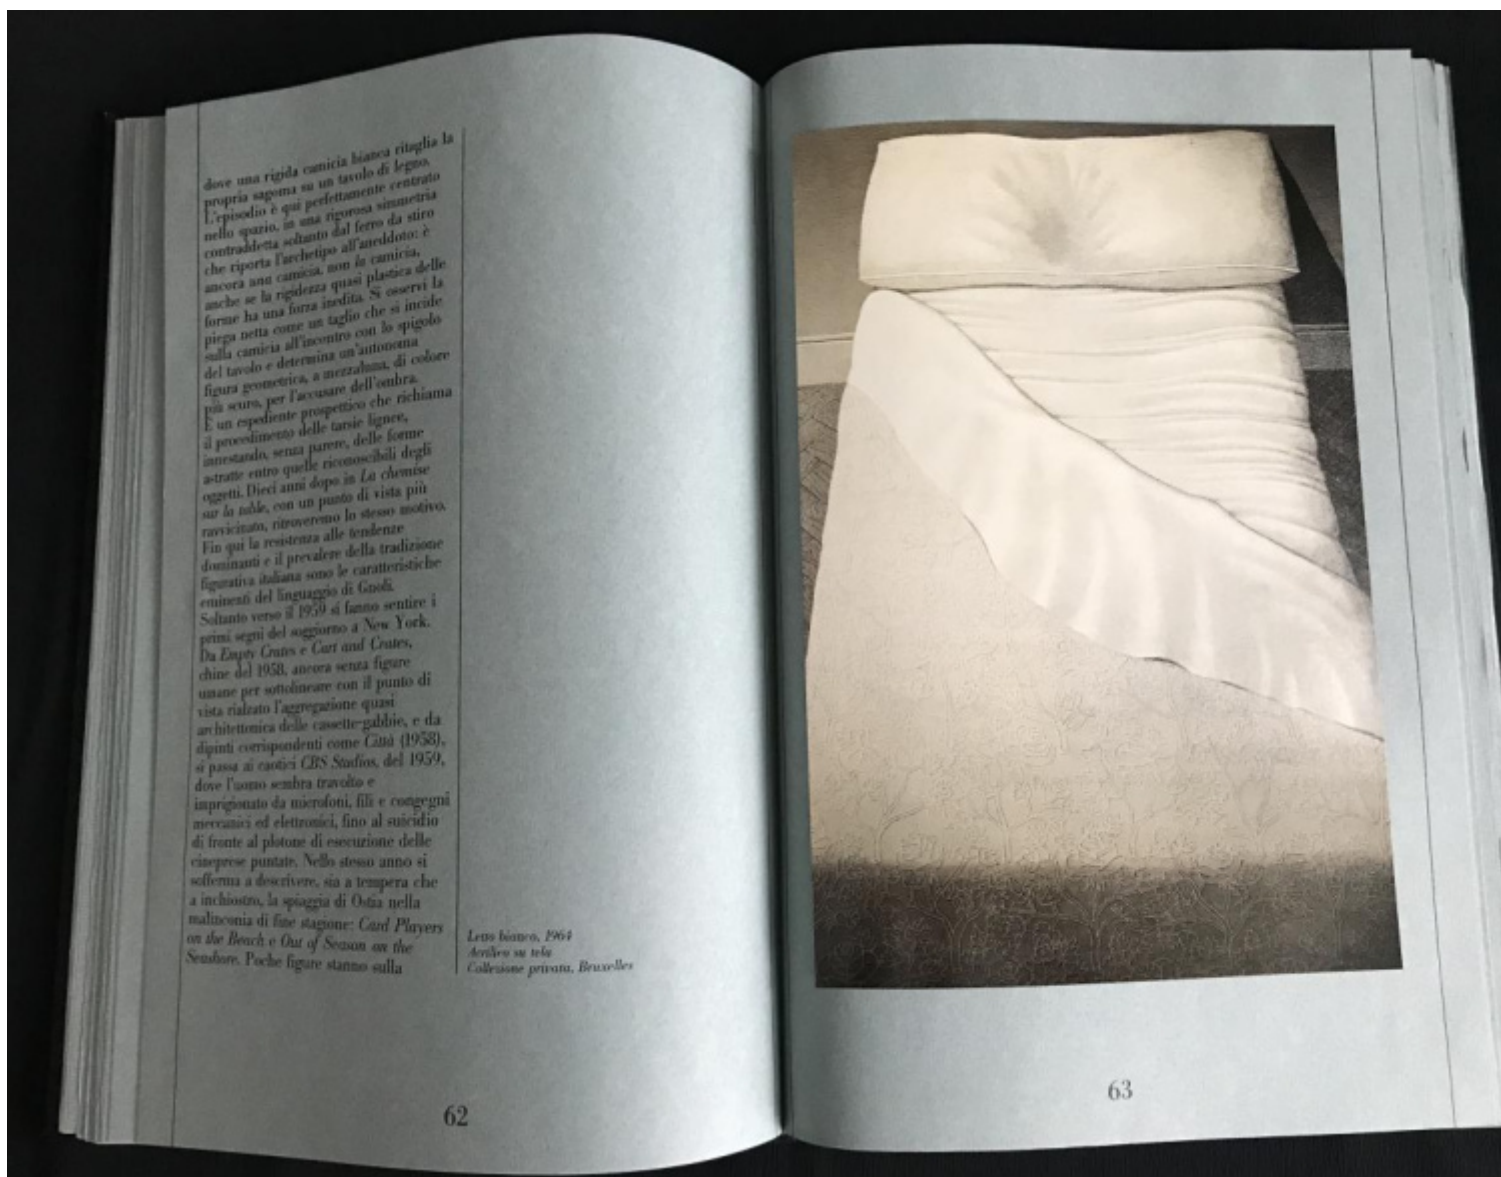 dove una rigida camicia bianca ritaglia la
propria sagoma su un tavolo di legno.
L'episodio è qui perfettamente centrato
nello spazio, in una rigorosa simmetria
contraddetta soltanto dal ferro da stiro
che riporta l'archetipo all'aneddoto: è
ancora una camicia, non la camicia,
anche se la rigidezza quasi plastica delle
forme ha una forza inedita. Si osservi la
piega netta come un taglio che si incide
sulla camicia all'incontro con lo spigolo
del tavolo e determina un'autonoma
figura geometrica, a mezzaluna, di colore
più scuro, per l'accusare dell'ombra.
È un espediente prospettico che richiama
il procedimento delle tarsie lignee,
innestando, senza parere, delle forme
astratte entro quelle riconoscibili degli
oggetti. Dieci anni dopo in La chemise
sur la table, con un punto di vista più
ravvicinato, ritroveremo lo stesso motivo.
Fin qui la resistenza alle tendenze
dominanti e il prevalere della tradizione
figurativa italiana sono le caratteristiche
eminenti del linguaggio di Gnoli.
Soltanto verso il 1959 si fanno sentire i
primi segni del soggiorno a New York.
Da Empty Crates e Cart and Crates,
chine del 1958, ancora senza figure
umane per sottolineare con il punto di
vista rialzato l'aggregazione quasi
architettonica delle cassette-gabbie, e da
dipinti corrispondenti come Città (1958),
si passa ai caotici CBS Studios, del 1959,
dove l'uomo sembra travolto e
imprigionato da microfoni, fili e congegni
meccanici ed elettronici, fino al suicidio
di fronte al plotone di esecuzione delle
cineprese puntate. Nello stesso anno si
sofferma a descrivere, sia a tempera che
a inchiostro, la spiaggia di Ostia nella
malinconia di fine stagione: Card Players
on the Beach e Out of Season on the
Seashore. Poche figure stanno sulla
Letto bianco, 1964
Acrilico su tela
Collezione privata, Bruxelles
62
63